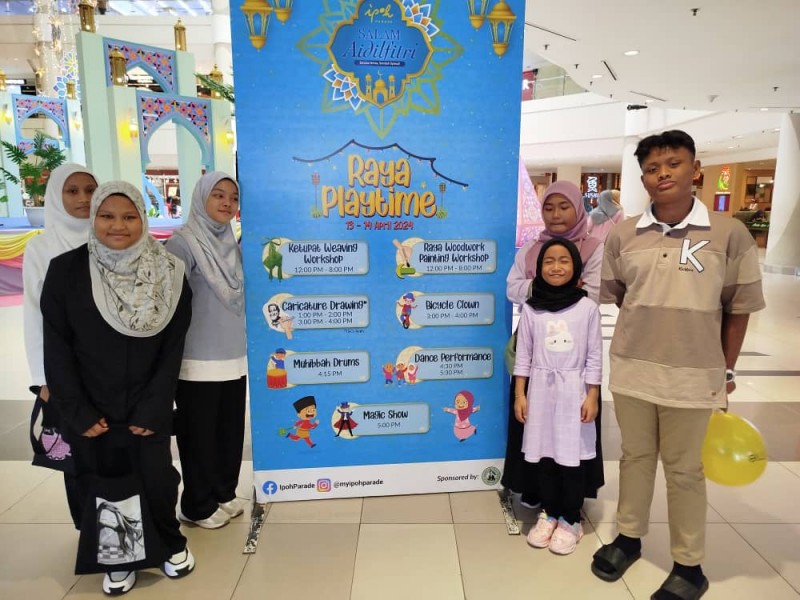 ipoh
PARADE
SALAM
Aidilfitri
Raya
Playtime
13 - 14 APRIL 2024
Ketupat Weaving
Workshop
12:00 PM - 8:00 PM
Raya Woodwork
Painting Workshop
12:00 PM - 8:00 PM
Caricature Drawing*
1:00 PM - 2:00 PM
3:00 PM - 4:00 PM
Bicycle Clown
3:00 PM - 4:00 PM
Muhibbah Drums
4:15 PM
Dance Performance
4:30 PM
5:30 PM
Magic Show
5:00 PM
IpohParade @myipohparade
Sponsored by:
K